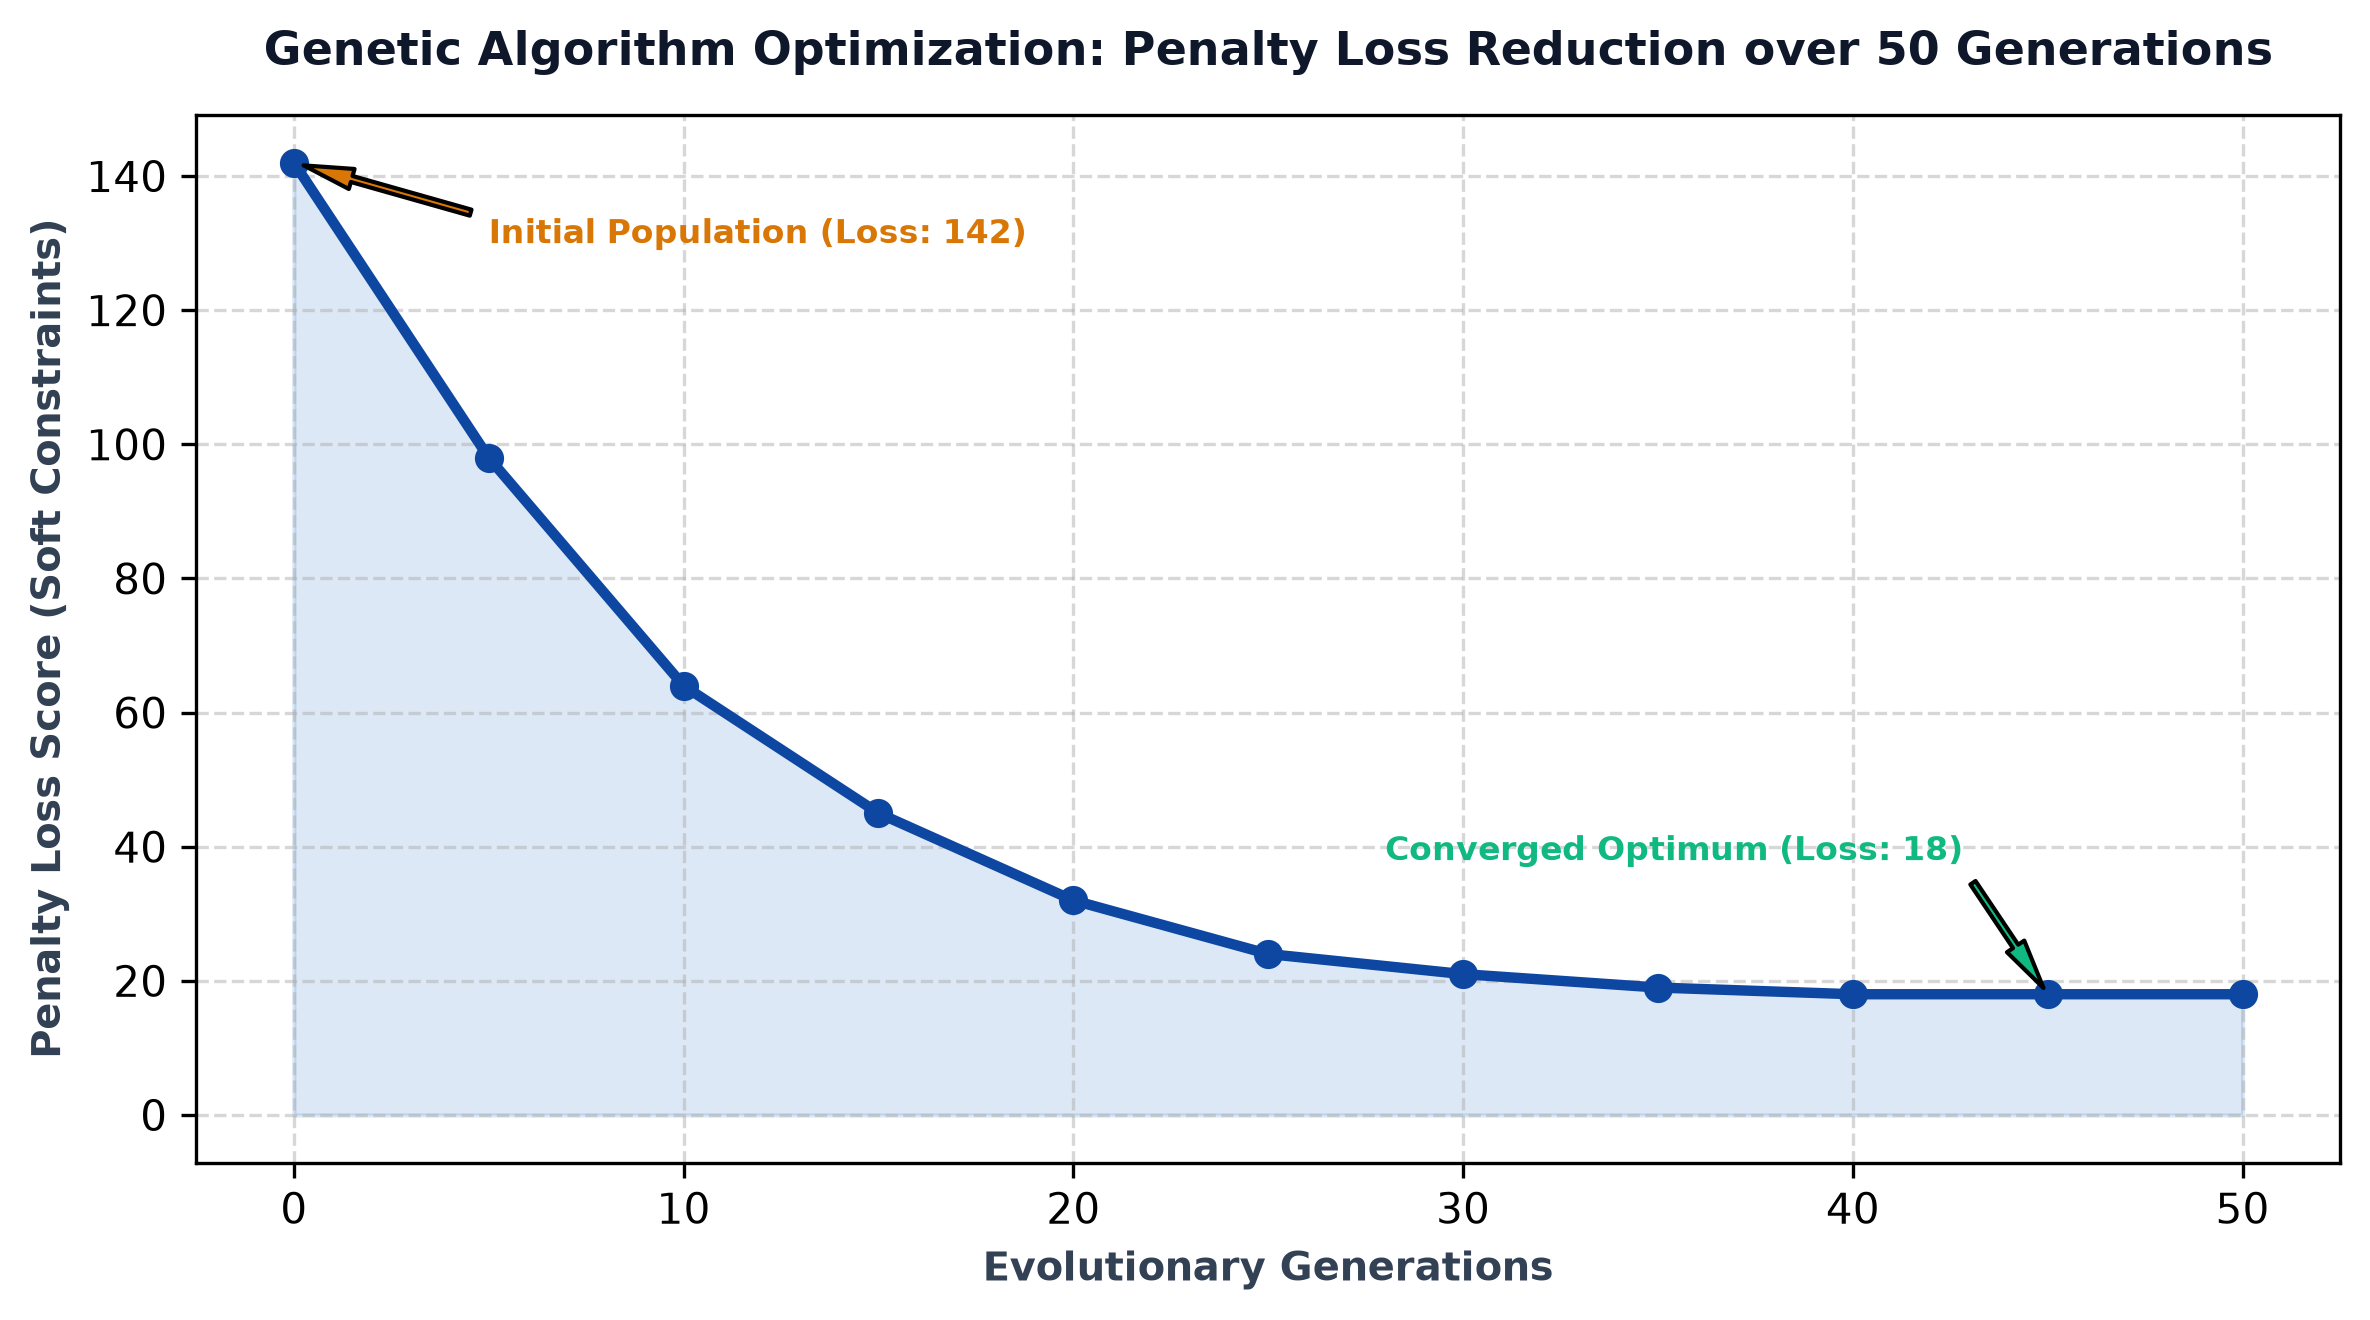 Genetic Algorithm Optimization: Penalty Loss Reduction over 50 Generations
Penalty Loss Score (Soft Constraints)
140
120
100
80
60
40
20
0
Initial Population (Loss: 142)
Converged Optimum (Loss: 18)
0 10 20 30 40 50
Evolutionary Generations